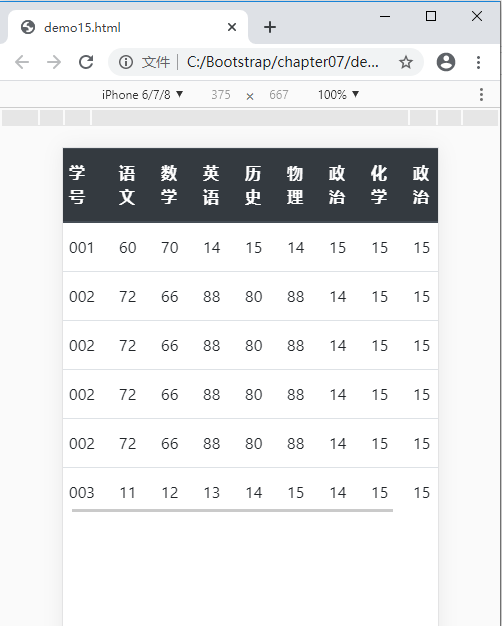 demo15.html
文件 C:/Bootstrap/chapter07/de...
iPhone 6/7/8 ▼ 375 × 667 100% ▼
学号 语文 数学 英语 历史 物理 政治 化学 政治
001 60 70 14 15 14 15 15 15
002 72 66 88 80 88 14 15 15
002 72 66 88 80 88 14 15 15
002 72 66 88 80 88 14 15 15
002 72 66 88 80 88 14 15 15
003 11 12 13 14 15 14 15 15